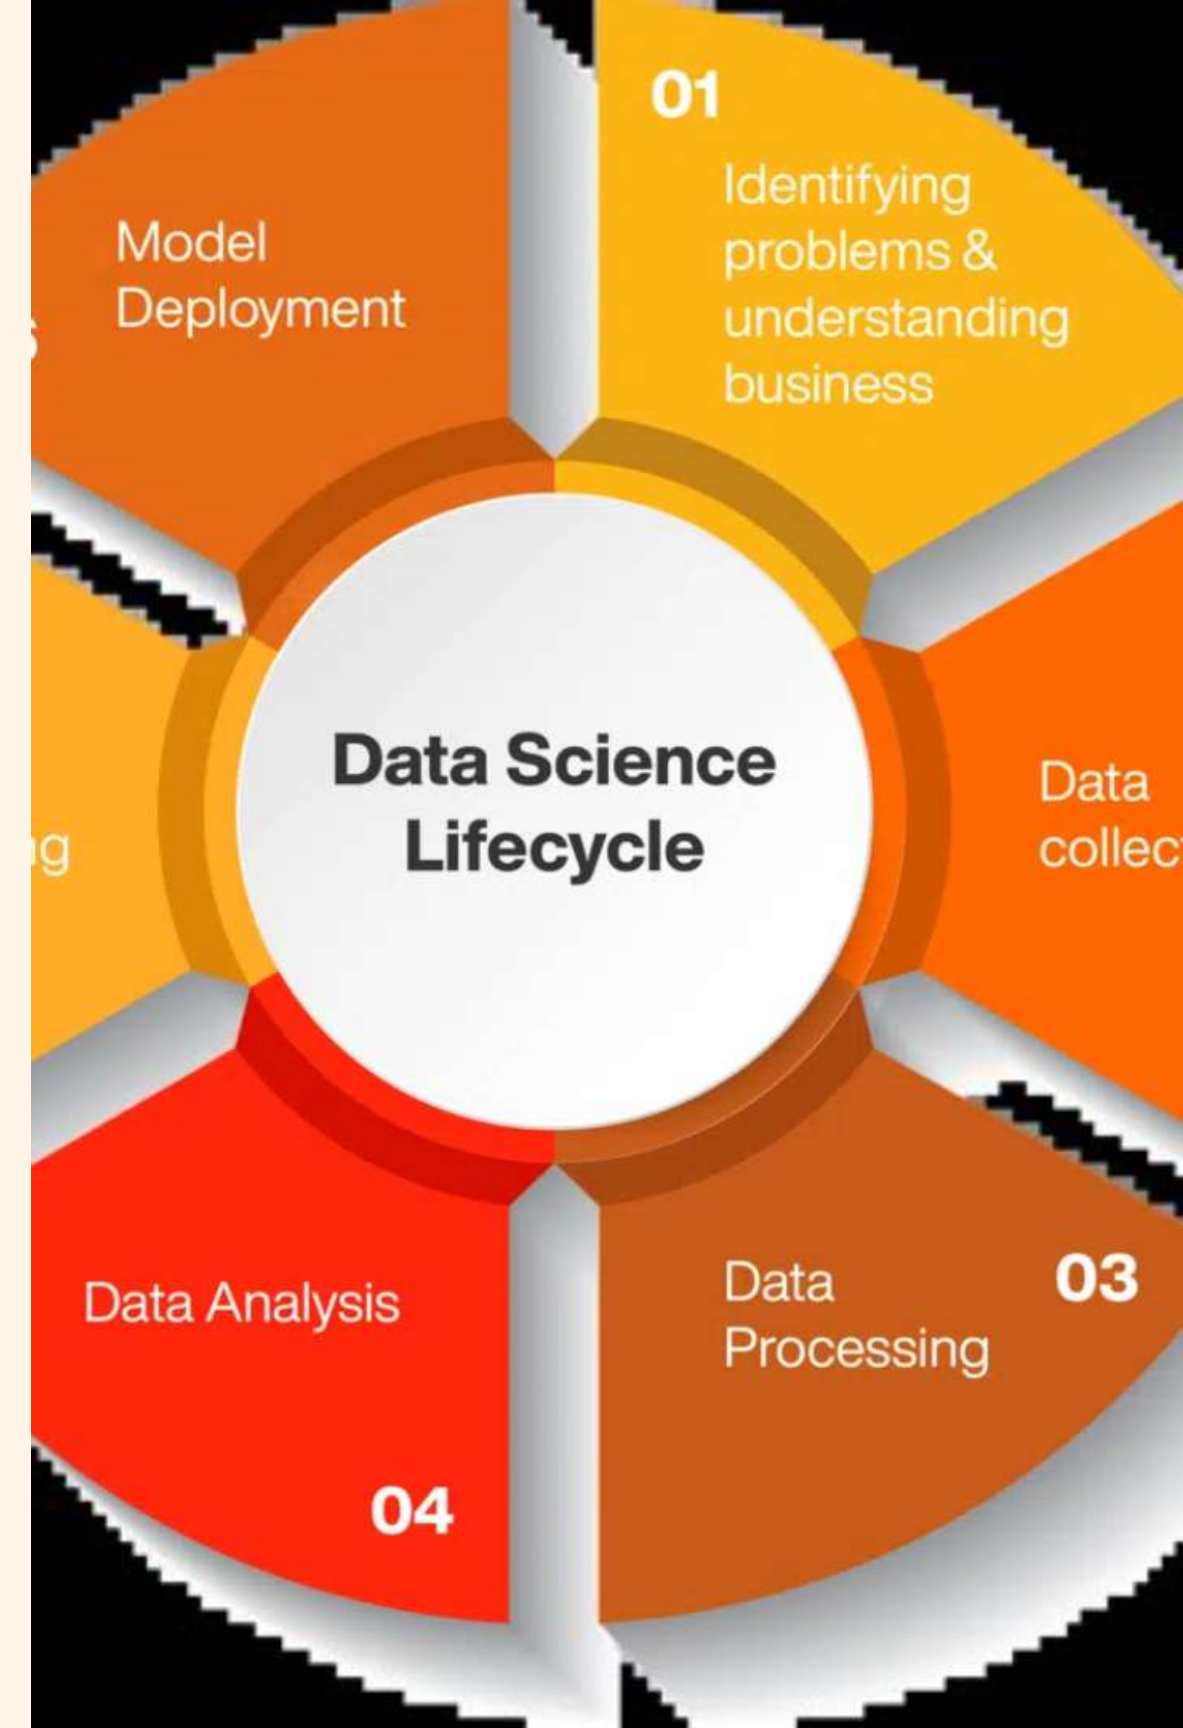 01
Identifying
problems &
understanding
business
Data
03
Data
Processing
Data Analysis
04
Model
Deployment
Data Science
Lifecycle